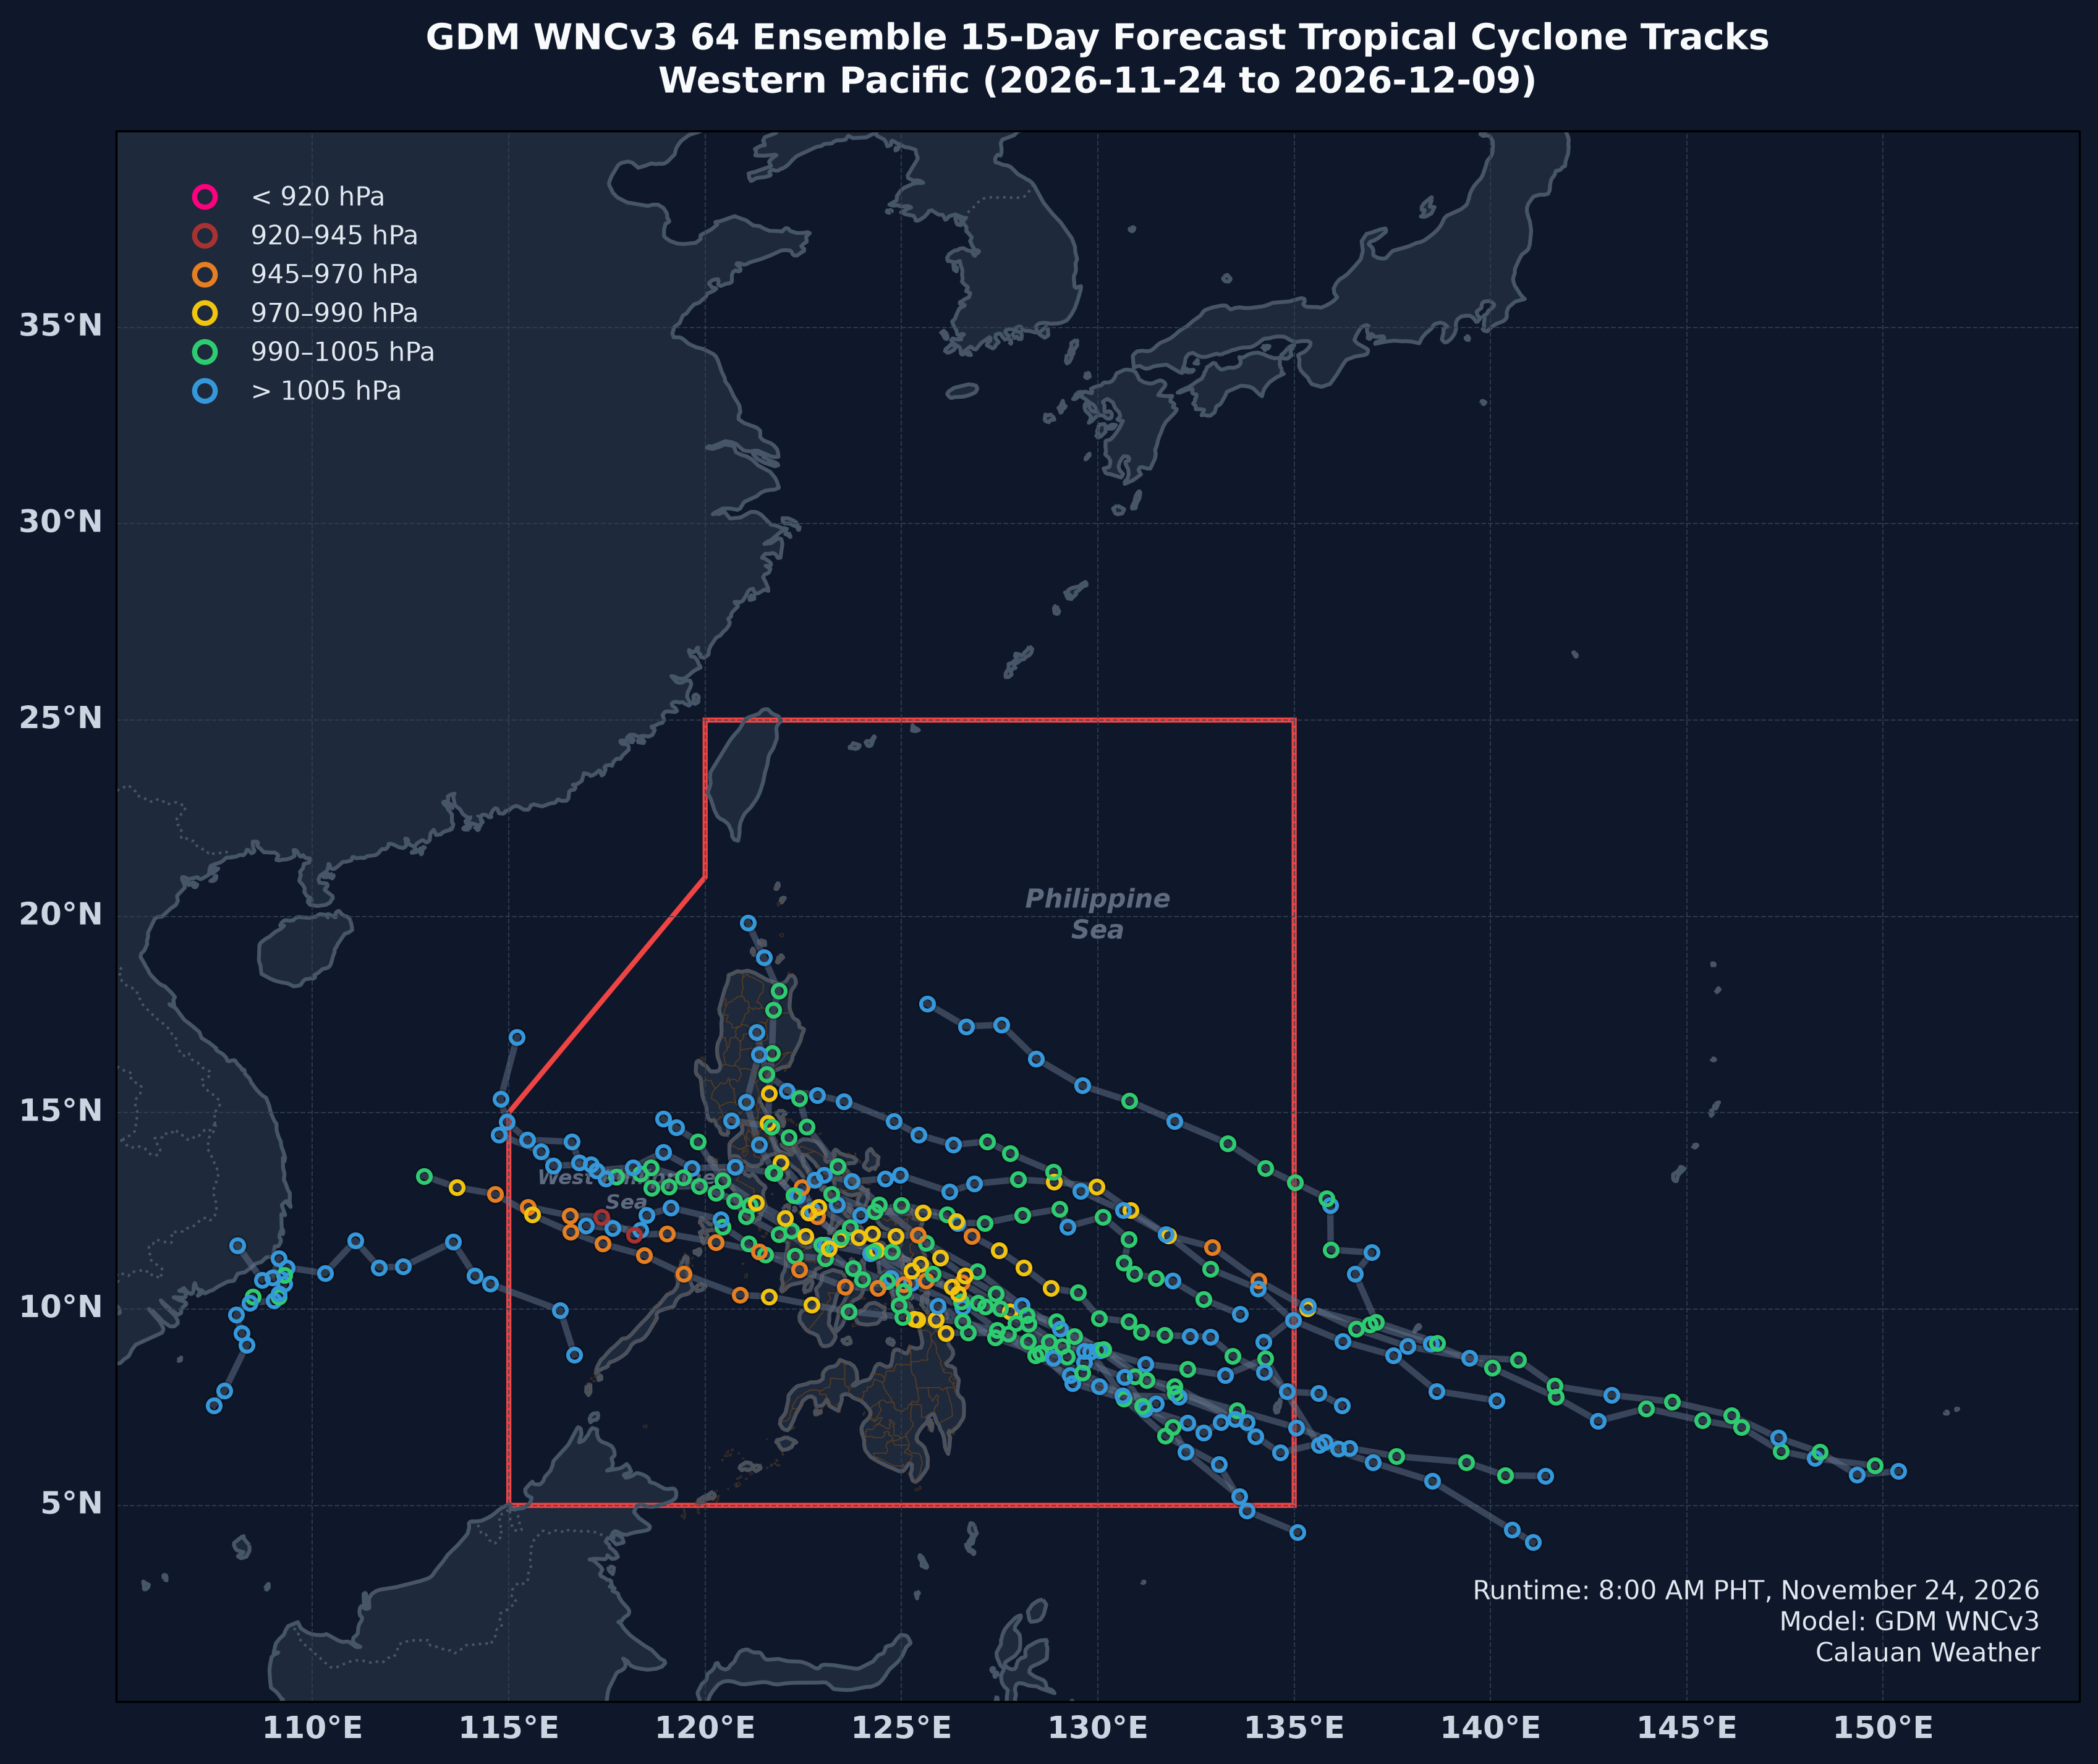 GDM WNCv3 64 Ensemble 15-Day Forecast Tropical Cyclone Tracks
Western Pacific (2026-11-24 to 2026-12-09)
< 920 hPa
920–945 hPa
945–970 hPa
970–990 hPa
990–1005 hPa
> 1005 hPa
35°N
30°N
25°N
20°N
15°N
10°N
5°N
Philippine
Sea
West Philippine
Sea
Runtime: 8:00 AM PHT, November 24, 2026
Model: GDM WNCv3
Calauan Weather
110°E
115°E
120°E
125°E
130°E
135°E
140°E
145°E
150°E